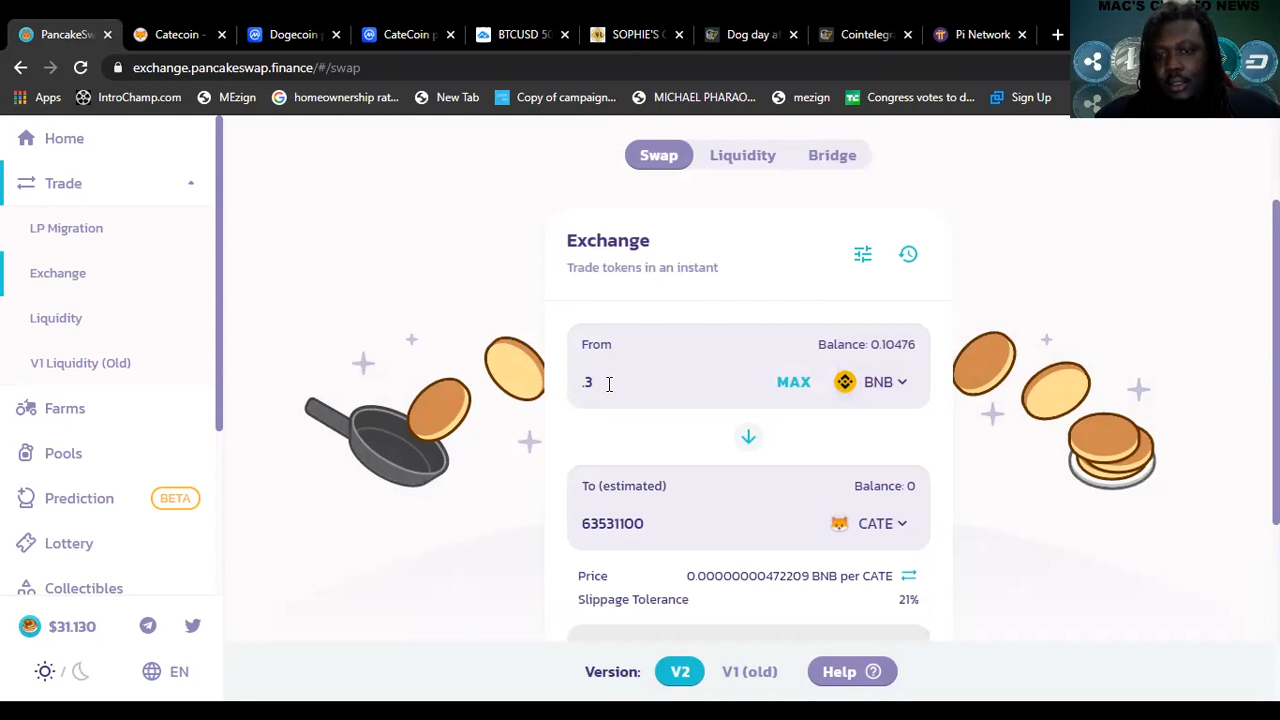 MAC'S C
NEWS
PancakeSw
Catecoin -
Dogecoin
CateCoin p
BTCUSD 50
SOPHIE'S
Dog day a
Cointeleg
Pi Network
exchange.pancakeswap.finance/#/swap
Apps
IntroChamp.com
MEzign
homeownership rat...
New Tab
Copy of campaign...
MICHAEL PHARAO...
mezign
TC Congress votes to d...
Sign Up
Home
Trade
LP Migration
Exchange
Liquidity
V1 Liquidity (Old)
Farms
Pools
Prediction BETA
Lottery
Collectibles
$31.130
EN
Swap Liquidity Bridge
Exchange
Trade tokens in an instant
From Balance: 0.10476
.3 MAX BNB
To (estimated) Balance: 0
63531100 CATE
Price 0.00000000472209 BNB per CATE
Slippage Tolerance 21%
Version: V2 V1 (old) Help ?